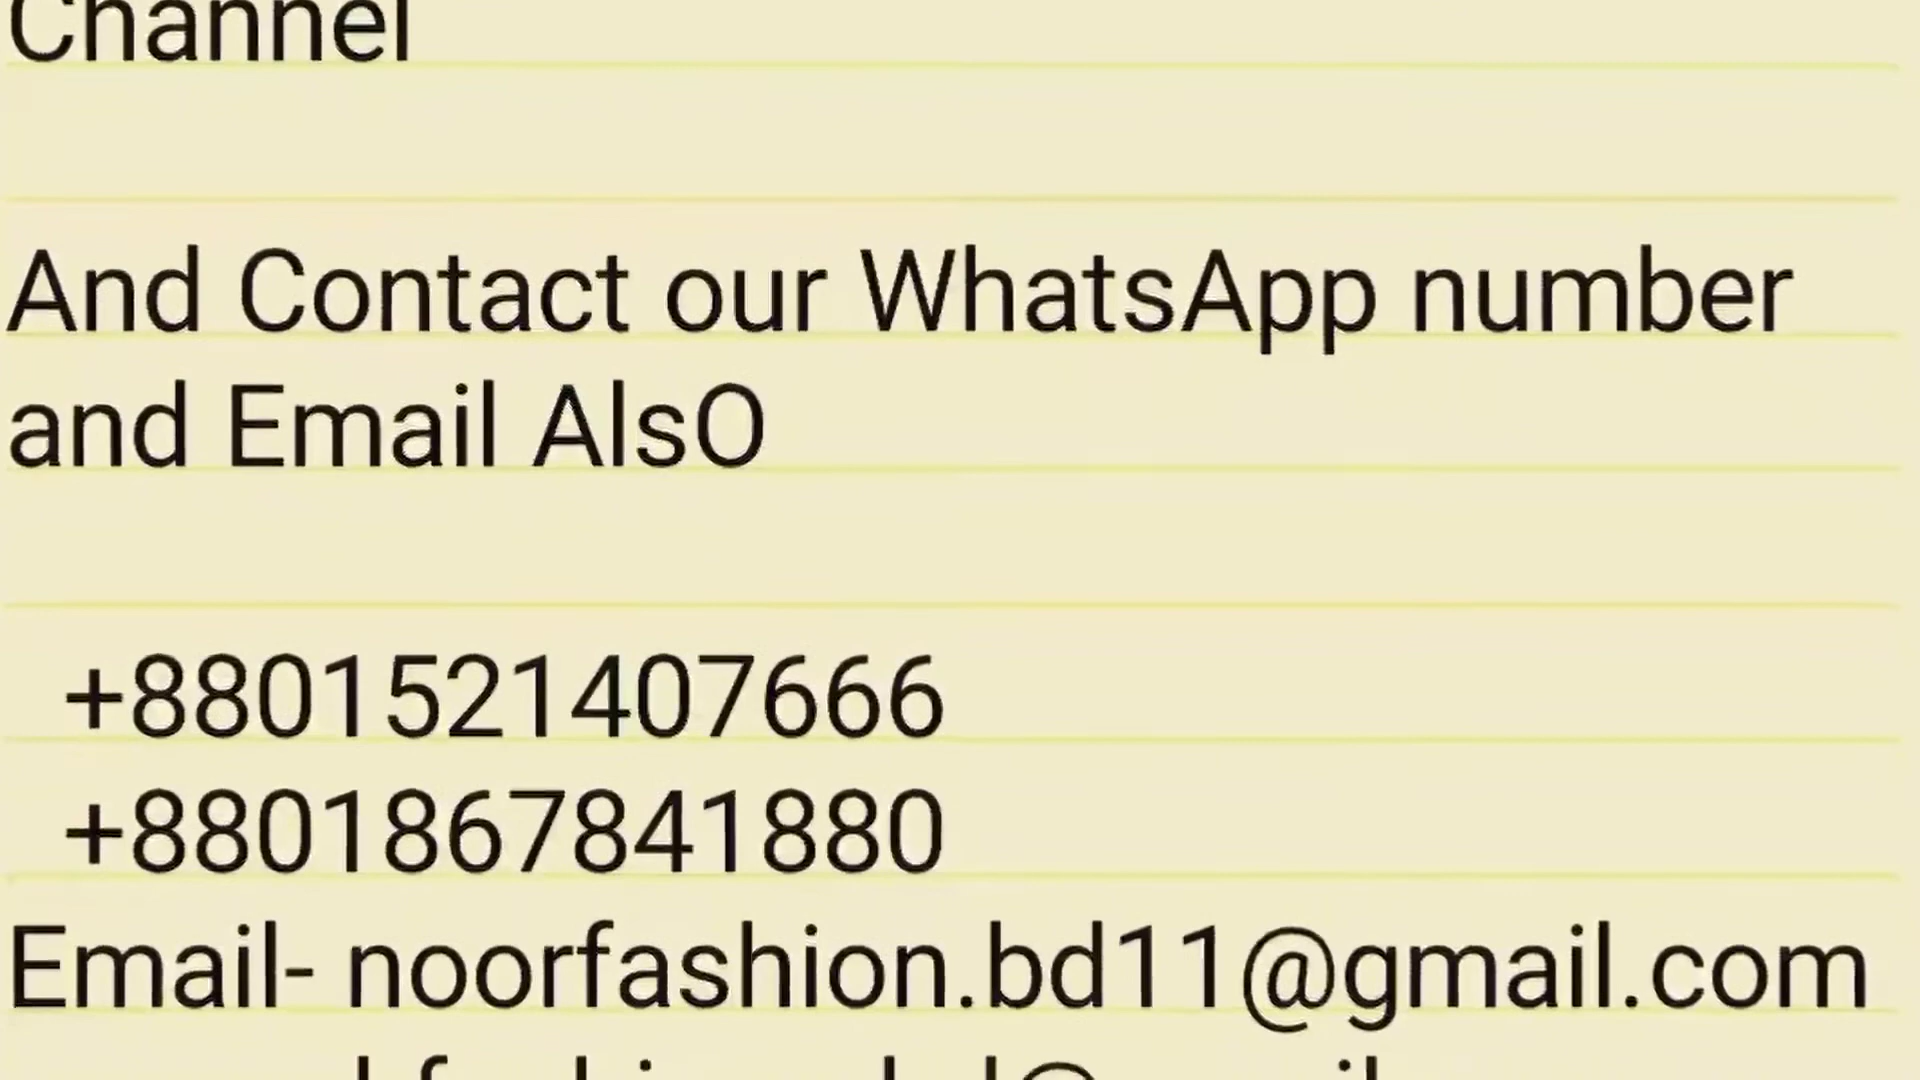 Channel
And Contact our WhatsApp number
and Email AlsO
+8801521407666
+8801867841880
Email- noorfashion.bd11@gmail.com